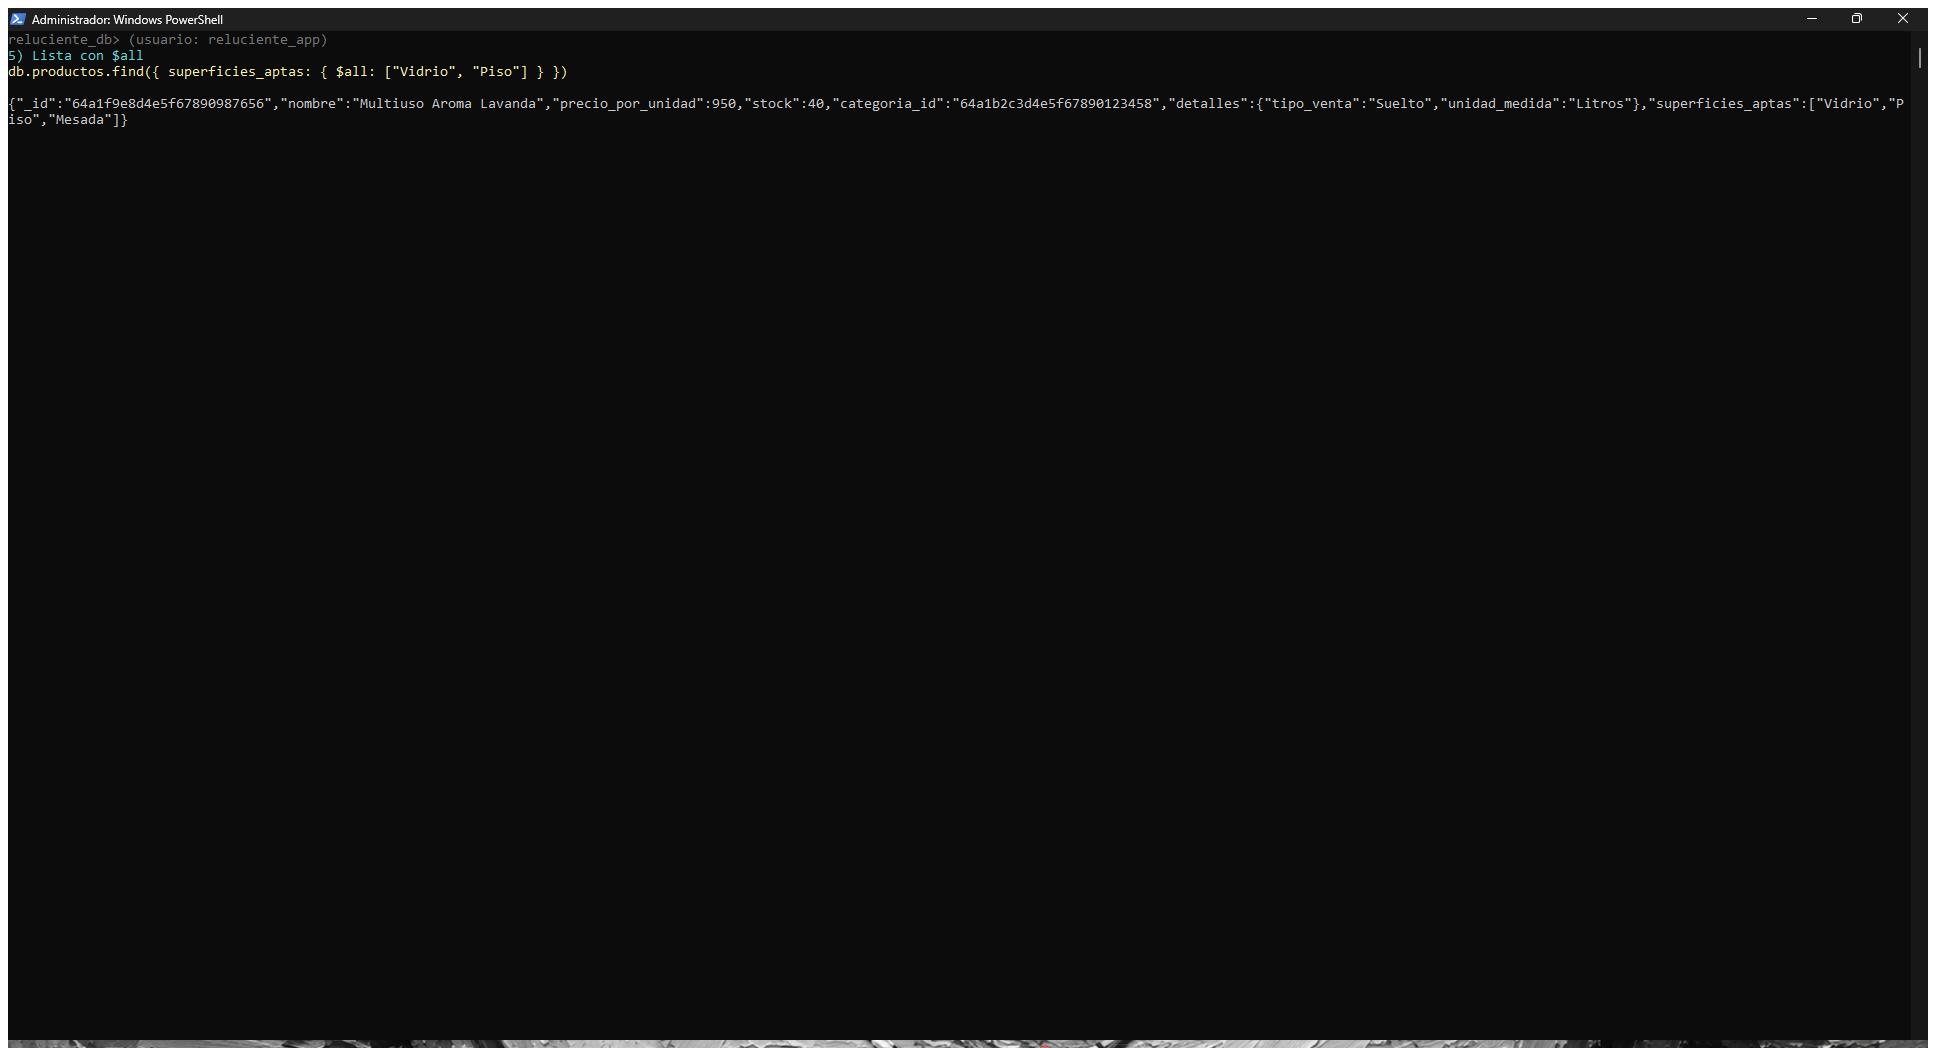 Administrador: Windows PowerShell
reluciente_db> (usuario: reluciente_app)
5) Lista con $all
db.productos.find({ superficies_aptas: { $all: ["Vidrio", "Piso"] } })
{"_id":"64a1f9e8d4e5f67890987656","nombre":"Multiuso Aroma Lavanda","precio_por_unidad":950,"stock":40,"categoria_id":"64a1b2c3d4e5f67890123458","detalles":{"tipo_venta":"Suelto","unidad_medida":"Litros"},"superficies_aptas":["Vidrio","P
iso","Mesada"]}